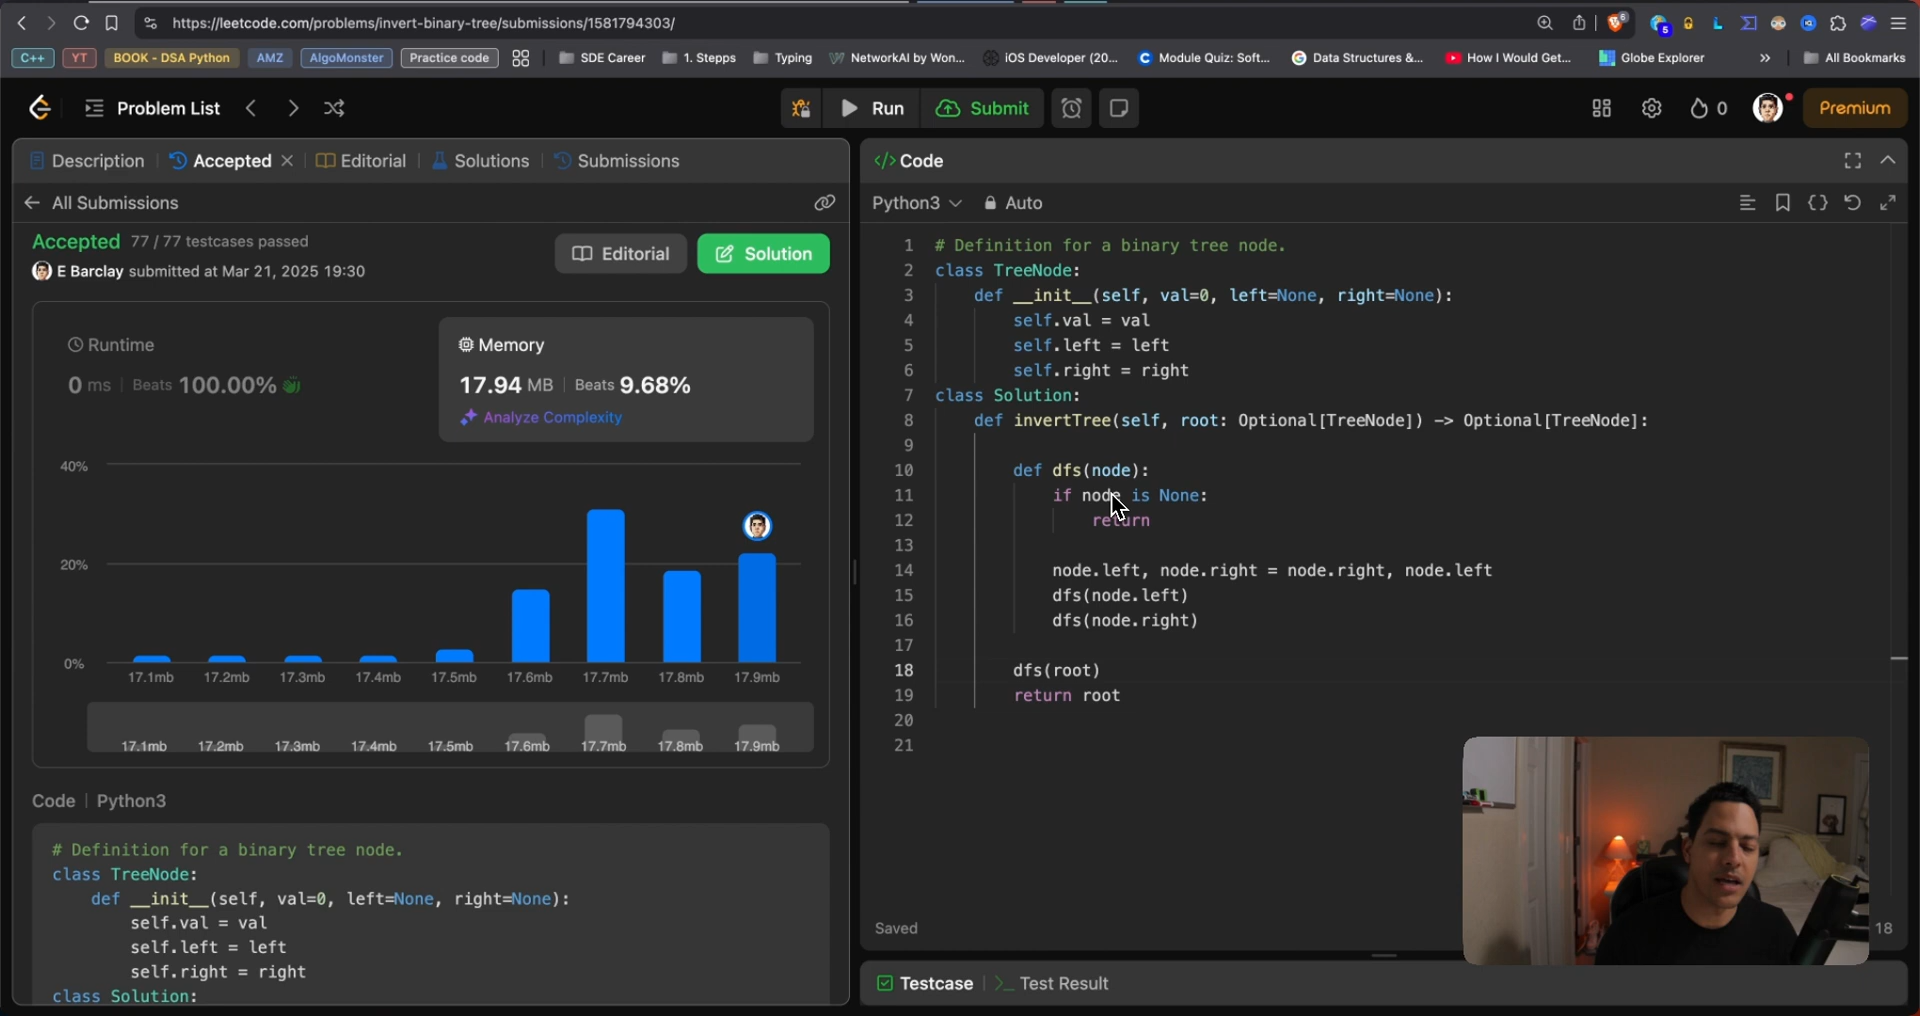 https://leetcode.com/problems/invert-binary-tree/submissions/1581794303/
6
5
C++
YT
BOOK - DSA Python
AMZ
AlgoMonster
Practice code
SDE Career
1. Stepps
Typing
NetworkAI by Won...
iOS Developer (20...
Module Quiz: Soft...
Data Structures &...
How I Would Get...
Globe Explorer
»
All Bookmarks
Problem List
Run
Submit
0
Premium
Description
Accepted
Editorial
Solutions
Submissions
All Submissions
Accepted 77 / 77 testcases passed
E Barclay submitted at Mar 21, 2025 19:30
Editorial
Solution
Runtime
0 ms | Beats 100.00%
Memory
17.94 MB | Beats 9.68%
Analyze Complexity
40%
20%
0%
17.1mb 17.2mb 17.3mb 17.4mb 17.5mb 17.6mb 17.7mb 17.8mb 17.9mb
17.1mb 17.2mb 17.3mb 17.4mb 17.5mb 17.6mb 17.7mb 17.8mb 17.9mb
Code | Python3
# Definition for a binary tree node.
class TreeNode:
    def __init__(self, val=0, left=None, right=None):
        self.val = val
        self.left = left
        self.right = right
class Solution:
</> Code
Python3
Auto
1 # Definition for a binary tree node.
2 class TreeNode:
3     def __init__(self, val=0, left=None, right=None):
4         self.val = val
5         self.left = left
6         self.right = right
7 class Solution:
8     def invertTree(self, root: Optional[TreeNode]) -> Optional[TreeNode]:
9
10         def dfs(node):
11             if node is None:
12                 return
13
14             node.left, node.right = node.right, node.left
15             dfs(node.left)
16             dfs(node.right)
17
18         dfs(root)
19         return root
20
21
Saved
18
Testcase
Test Result